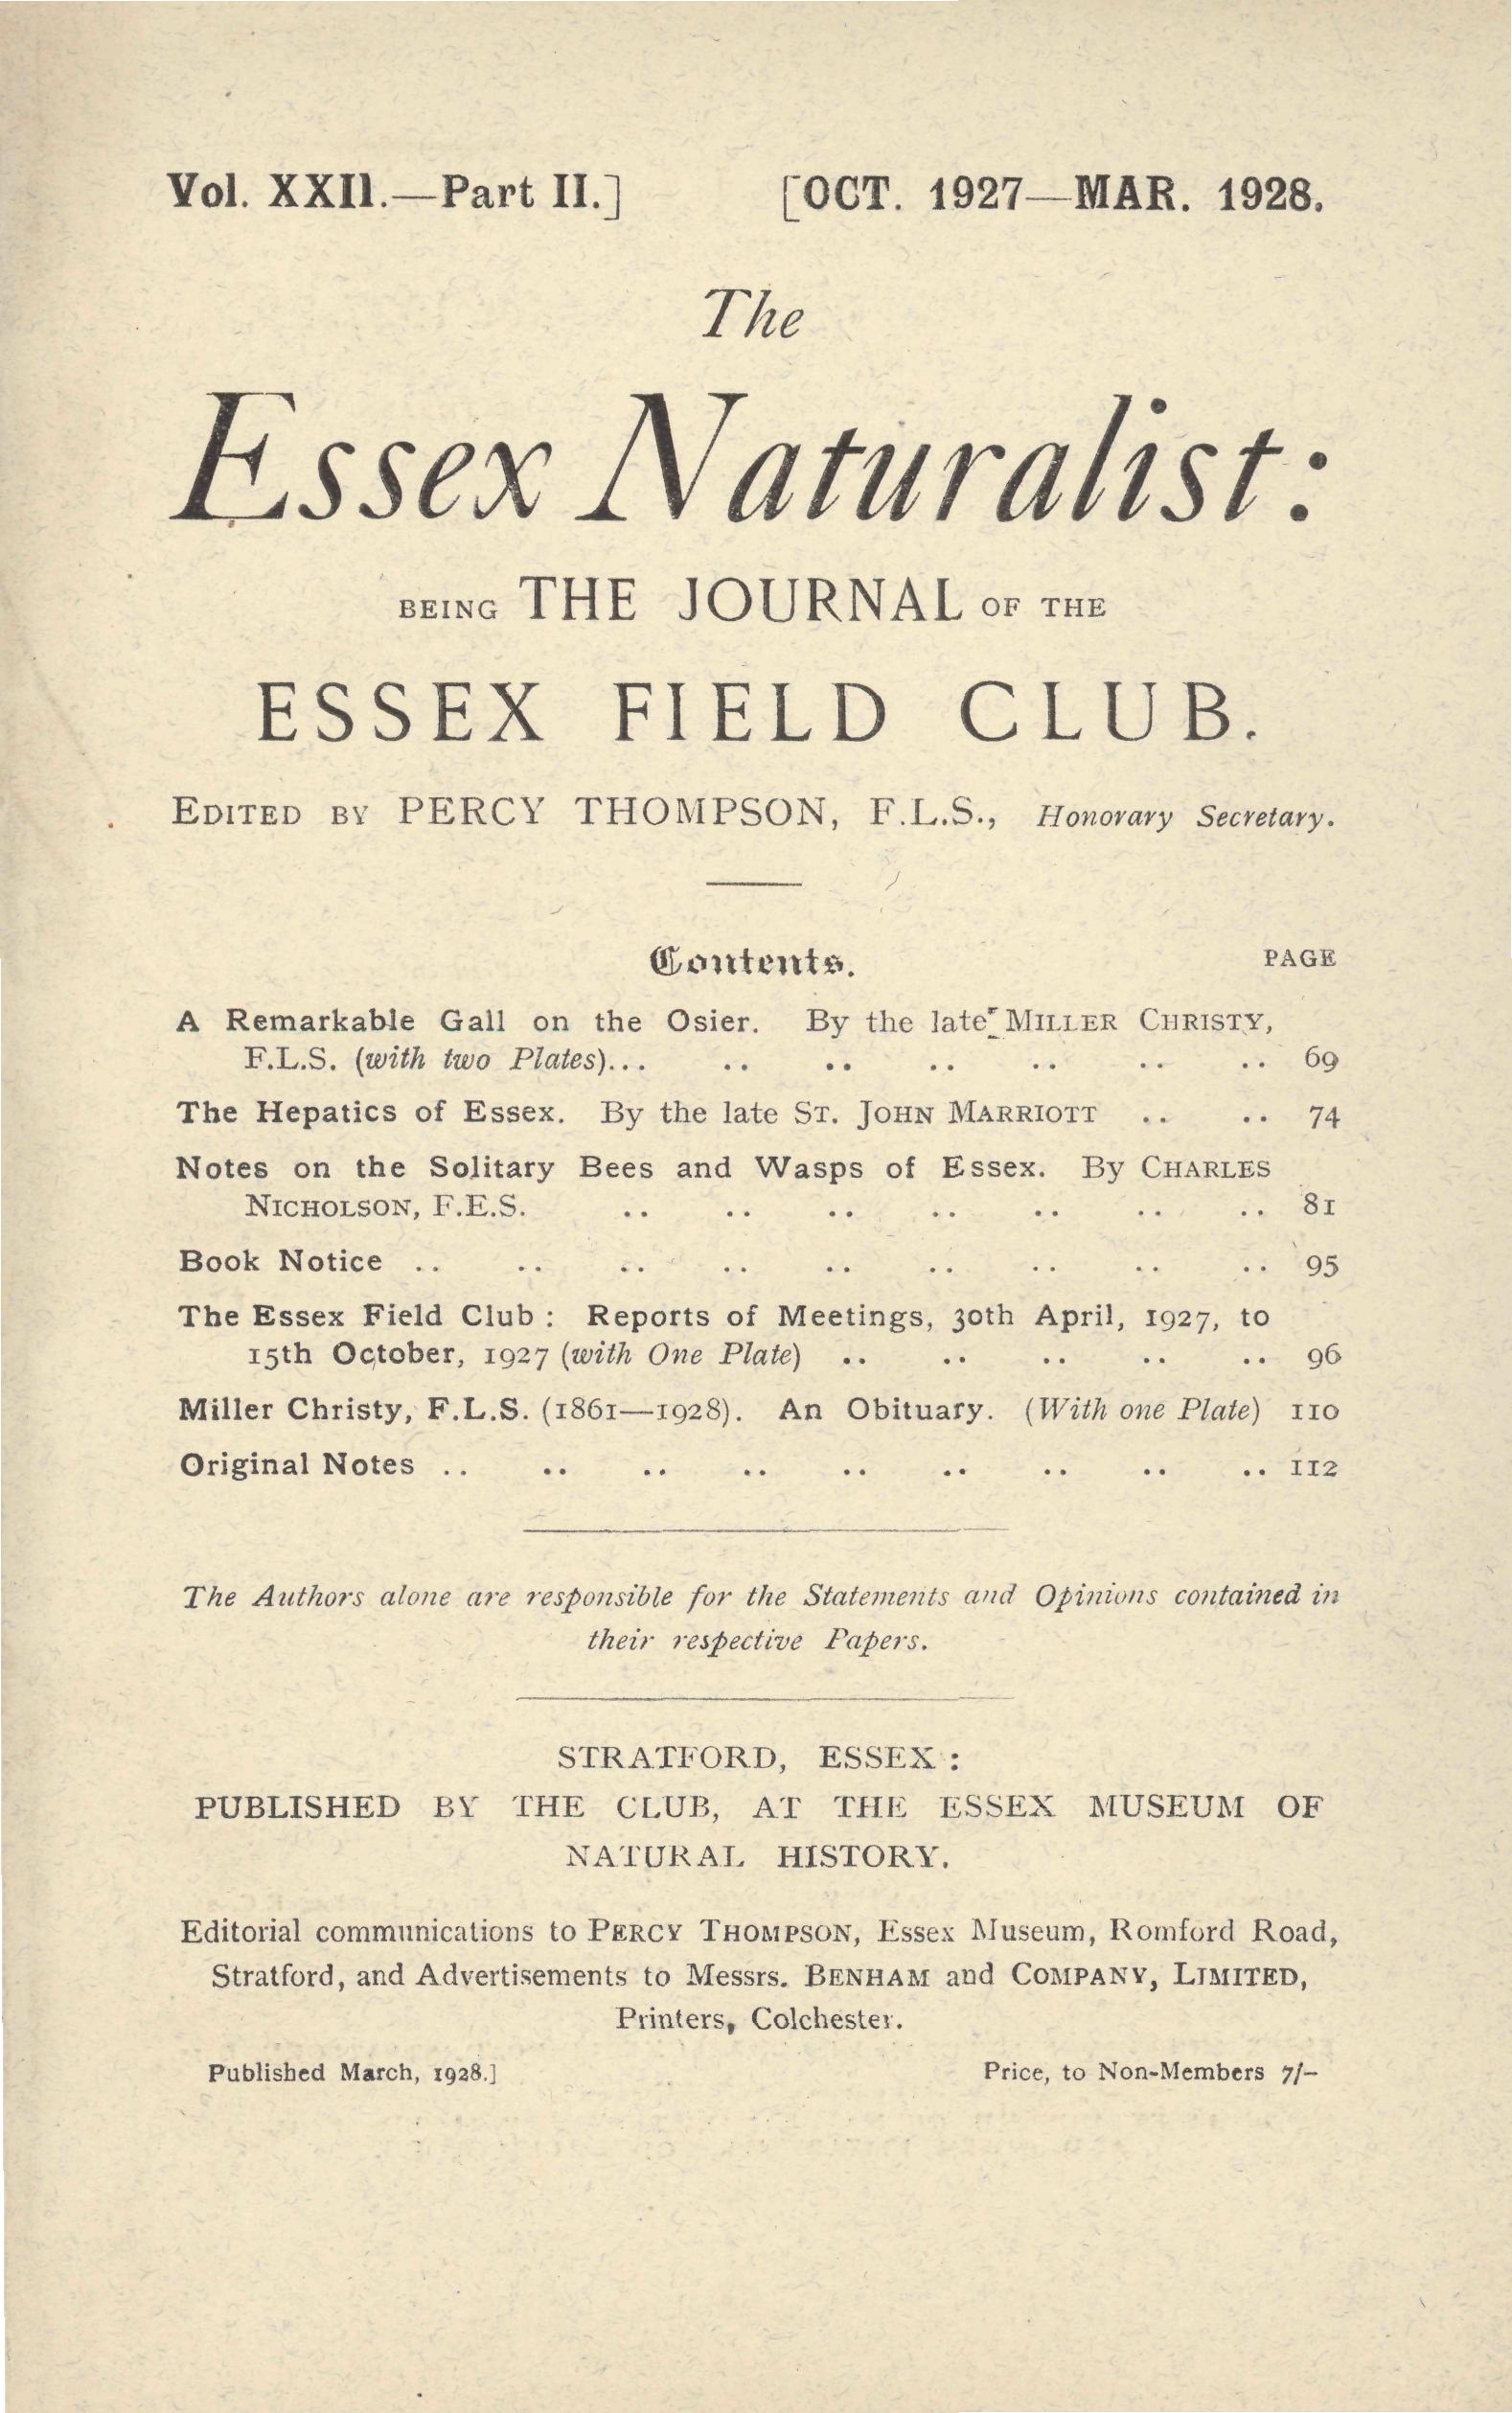 Vol. XXII.—Part II.] [OCT. 1927—MAR. 1928.
The
Essex Naturalist:
BEING THE JOURNAL OF THE
ESSEX FIELD CLUB.
EDITED BY PERCY THOMPSON, F.L.S., Honorary Secretary.
Contents. PAGE
A Remarkable Gall on the Osier. By the late MILLER CHRISTY,
F.L.S. (with two Plates)... .. .. .. .. .. .. 69
The Hepatics of Essex. By the late ST. JOHN MARRIOTT .. .. 74
Notes on the Solitary Bees and Wasps of Essex. By CHARLES
NICHOLSON, F.E.S. .. .. .. .. .. .. .. 81
Book Notice .. .. .. .. .. .. .. .. .. 95
The Essex Field Club : Reports of Meetings, 30th April, 1927, to
15th October, 1927 (with One Plate) .. .. .. .. .. 96
Miller Christy, F.L.S. (1861—1928). An Obituary. (With one Plate) 110
Original Notes .. .. .. .. .. .. .. .. .. 112
The Authors alone are responsible for the Statements and Opinions contained in
their respective Papers.
STRATFORD, ESSEX :
PUBLISHED BY THE CLUB, AT THE ESSEX MUSEUM OF
NATURAL HISTORY.
Editorial communications to PERCY THOMPSON, Essex Museum, Romford Road,
Stratford, and Advertisements to Messrs. BENHAM and COMPANY, LIMITED,
Printers, Colchester.
Published March, 1928.] Price, to Non-Members 7/-